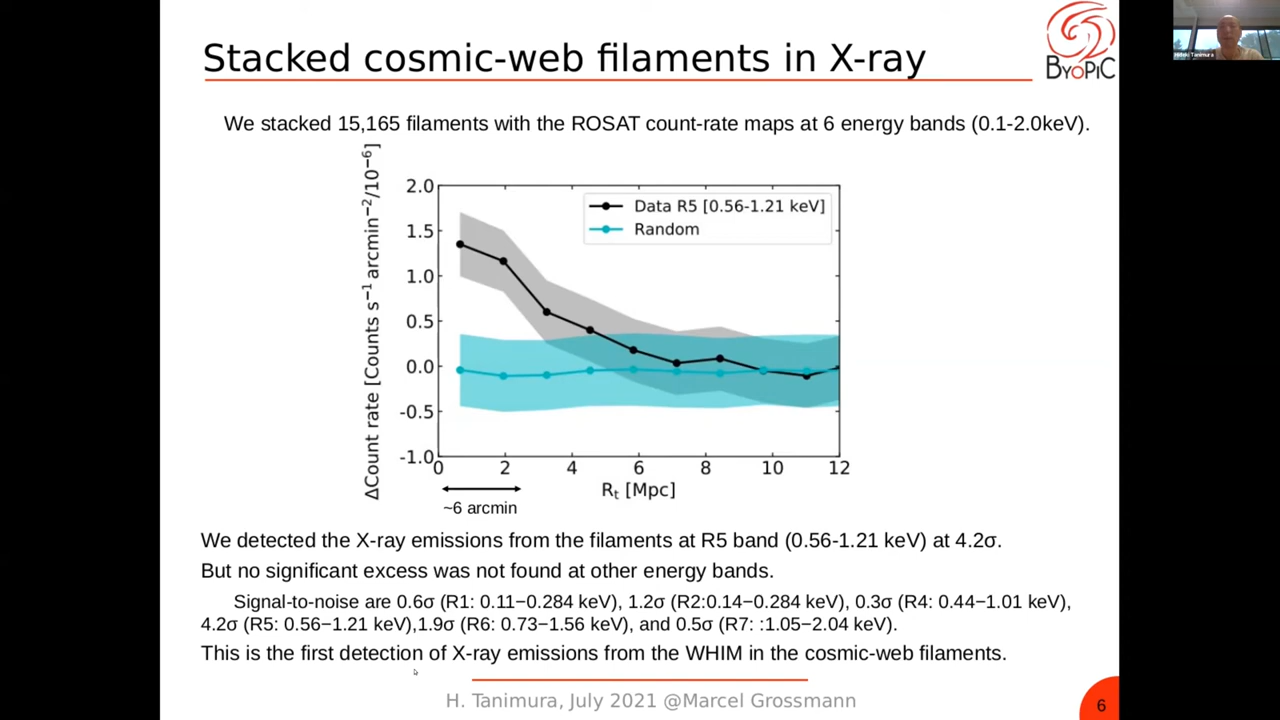 Stacked cosmic-web filaments in X-ray
BYOPIC
Hideki Tanimura
We stacked 15,165 filaments with the ROSAT count-rate maps at 6 energy bands (0.1-2.0keV).
ΔCount rate [Counts s⁻¹ arcmin⁻²/10⁻⁶]
2.0
1.5
1.0
0.5
0.0
-0.5
-1.0
Data R5 [0.56-1.21 keV]
Random
0 2 4 6 8 10 12
Rₜ [Mpc]
~6 arcmin
We detected the X-ray emissions from the filaments at R5 band (0.56-1.21 keV) at 4.2σ.
But no significant excess was not found at other energy bands.
Signal-to-noise are 0.6σ (R1: 0.11−0.284 keV), 1.2σ (R2:0.14−0.284 keV), 0.3σ (R4: 0.44−1.01 keV),
4.2σ (R5: 0.56−1.21 keV),1.9σ (R6: 0.73−1.56 keV), and 0.5σ (R7: :1.05−2.04 keV).
This is the first detection of X-ray emissions from the WHIM in the cosmic-web filaments.
H. Tanimura, July 2021 @Marcel Grossmann
6